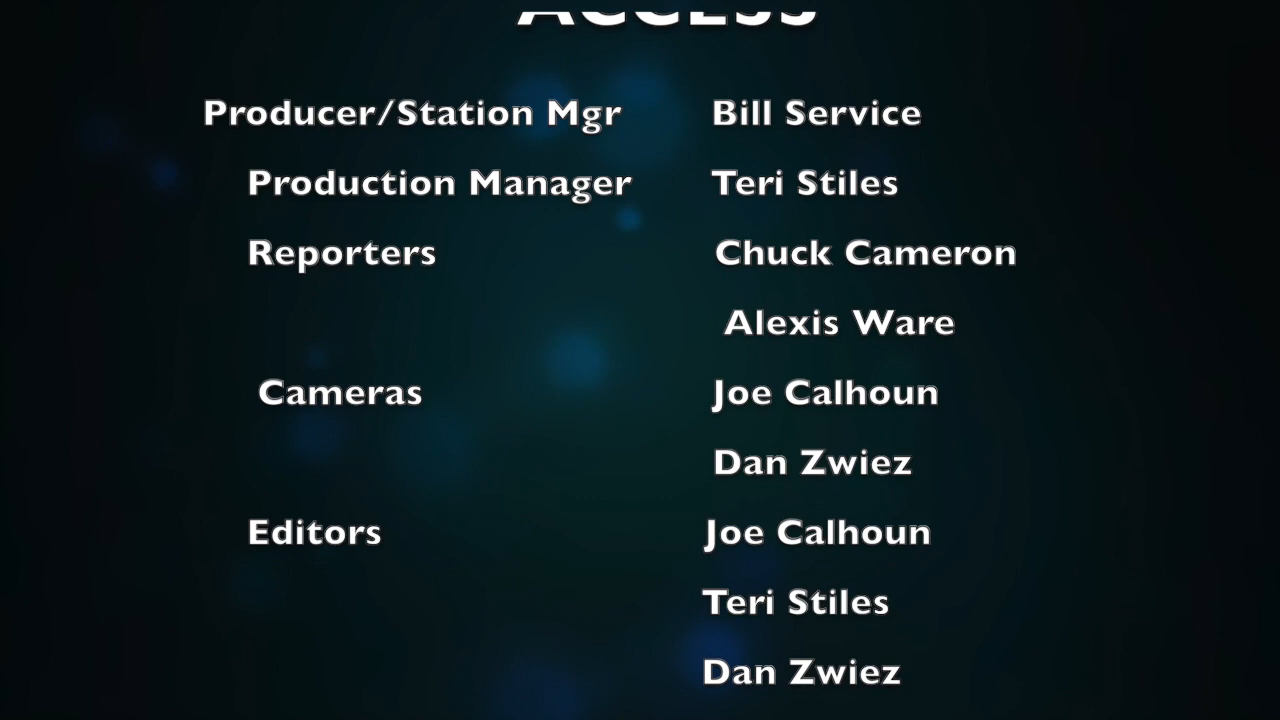 ACCESS
Producer/Station Mgr Bill Service
Production Manager Teri Stiles
Reporters Chuck Cameron
Alexis Ware
Cameras Joe Calhoun
Dan Zwiez
Editors Joe Calhoun
Teri Stiles
Dan Zwiez